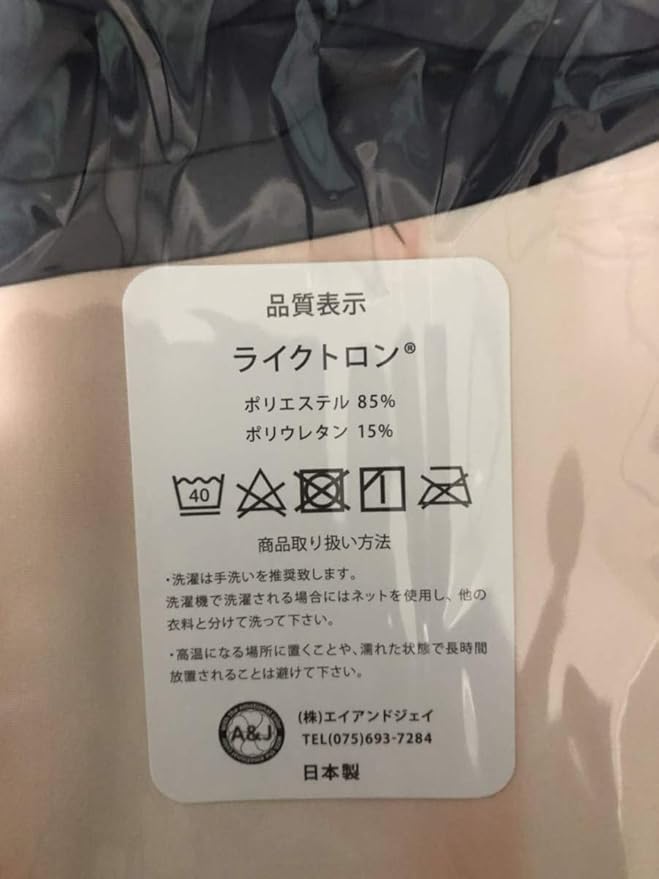 品質表示
ライクトロン®
ポリエステル 85%
ポリウレタン 15%
40
商品取り扱い方法
・洗濯は手洗いを推奨致します。
洗濯機で洗濯される場合にはネットを使用し、他の
衣料と分けて洗って下さい。
・高温になる場所に置くことや、濡れた状態で長時間
放置されることは避けて下さい。
A&J
(株)エイアンドジェイ
TEL(075)693-7284
日本製